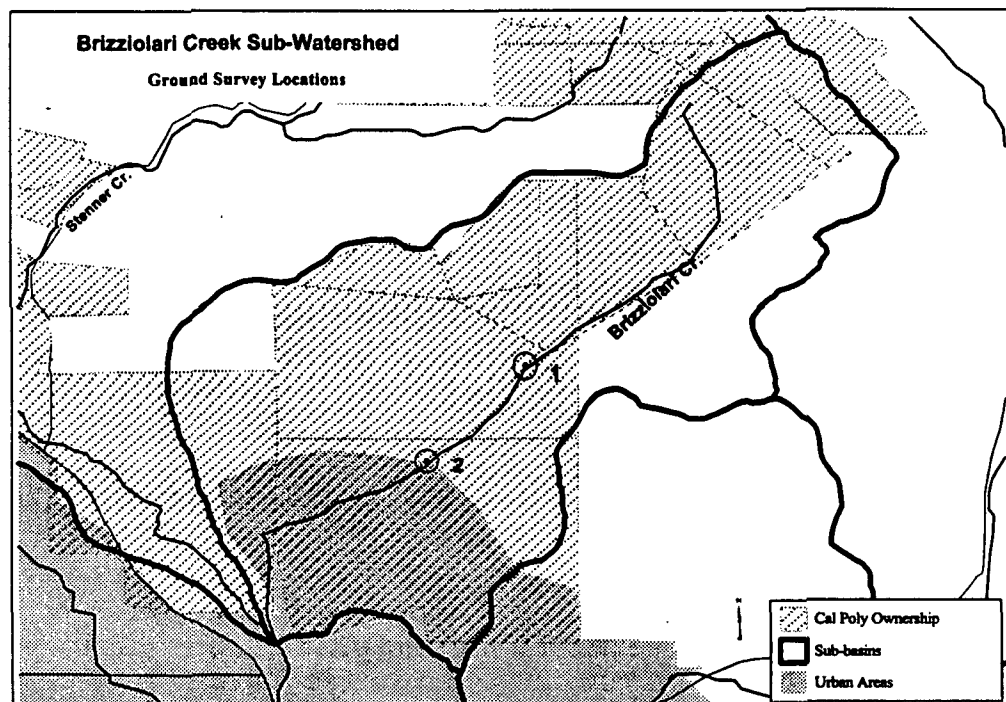 Brizziolari Creek Sub-Watershed
Ground Survey Locations
Stenner Cr.
Brizziolari Cr.
1
2
Cal Poly Ownership
Sub-basins
Urban Areas